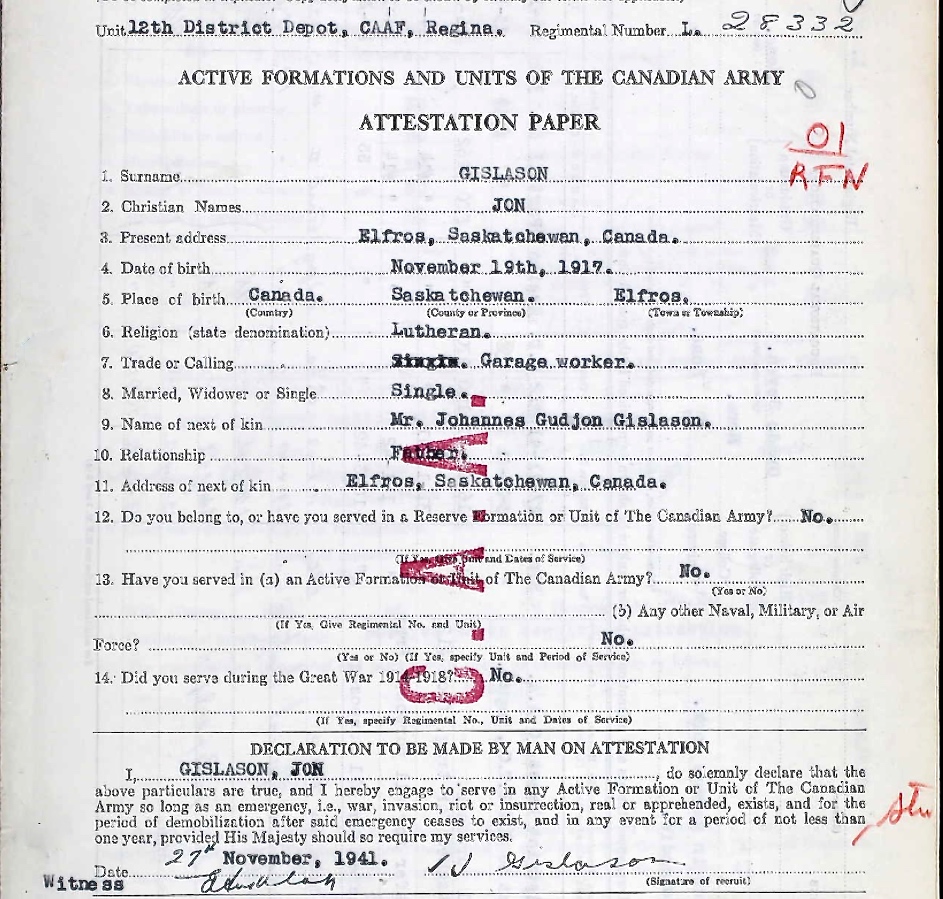 Unit 12th District Depot, CAAF, Regina. Regimental Number L. 28332
ACTIVE FORMATIONS AND UNITS OF THE CANADIAN ARMY
ATTESTATION PAPER
01
RFN
1. Surname GISLASON
2. Christian Names JON
3. Present address Elfros, Saskatchewan, Canada.
4. Date of birth November 19th, 1917.
5. Place of birth Canada. Saskatchewan. Elfros.
(Country) (County or Province) (Town or Township)
6. Religion (state denomination) Lutheran.
7. Trade or Calling Single. Garage worker.
8. Married, Widower or Single Single.
9. Name of next of kin Mr. Johannes Gudjon Gislason.
10. Relationship Father.
11. Address of next of kin Elfros, Saskatchewan, Canada.
12. Do you belong to, or have you served in a Reserve Formation or Unit of The Canadian Army? No.
(If Yes, Give Unit and Dates of Service)
13. Have you served in (a) an Active Formation or Unit of The Canadian Army? No.
(Yes or No)
(b) Any other Naval, Military, or Air
(If Yes, Give Regimental No. and Unit)
Force? No.
(Yes or No) (If Yes, specify Unit and Period of Service)
14. Did you serve during the Great War 1914-1918? No.
(If Yes, specify Regimental No., Unit and Dates of Service)
C.A.A.
DECLARATION TO BE MADE BY MAN ON ATTESTATION
I, GISLASON, JON, do solemnly declare that the
above particulars are true, and I hereby engage to serve in any Active Formation or Unit of The Canadian
Army so long as an emergency, i.e., war, invasion, riot or insurrection, real or apprehended, exists, and for the
period of demobilization after said emergency ceases to exist, and in any event for a period of not less than
one year, provided His Majesty should so require my services.
Date 27th November, 1941. J Gislason
Witness (Signature of recruit)